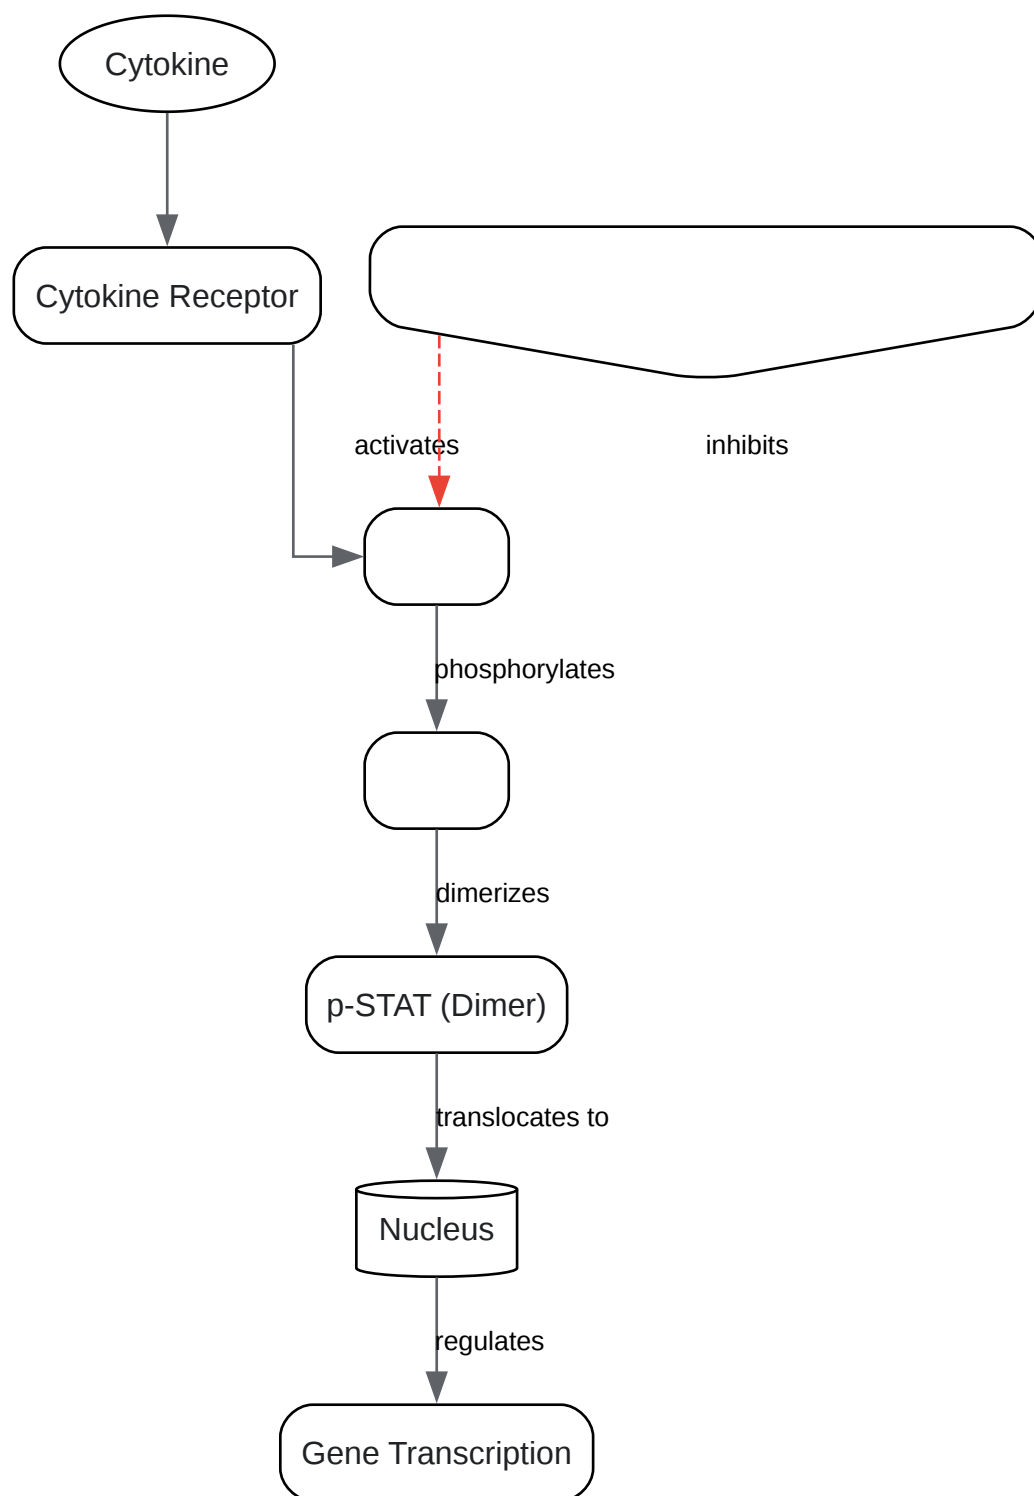 Cytokine
Cytokine Receptor
activates
inhibits
phosphorylates
dimerizes
p-STAT (Dimer)
translocates to
Nucleus
regulates
Gene Transcription